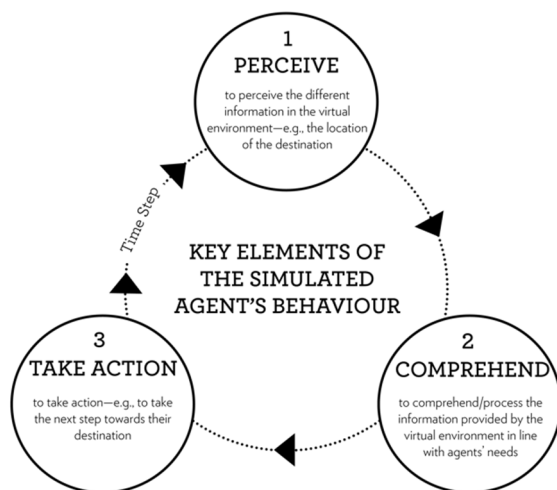 1
PERCEIVE
to perceive the different
information in the virtual
environment—e.g., the location
of the destination
Time Step
KEY ELEMENTS OF
THE SIMULATED
AGENT'S BEHAVIOUR
3
TAKE ACTION
to take action—e.g., to take
the next step towards their
destination
2
COMPREHEND
to comprehend/process the
information provided by the
virtual environment in line
with agents' needs